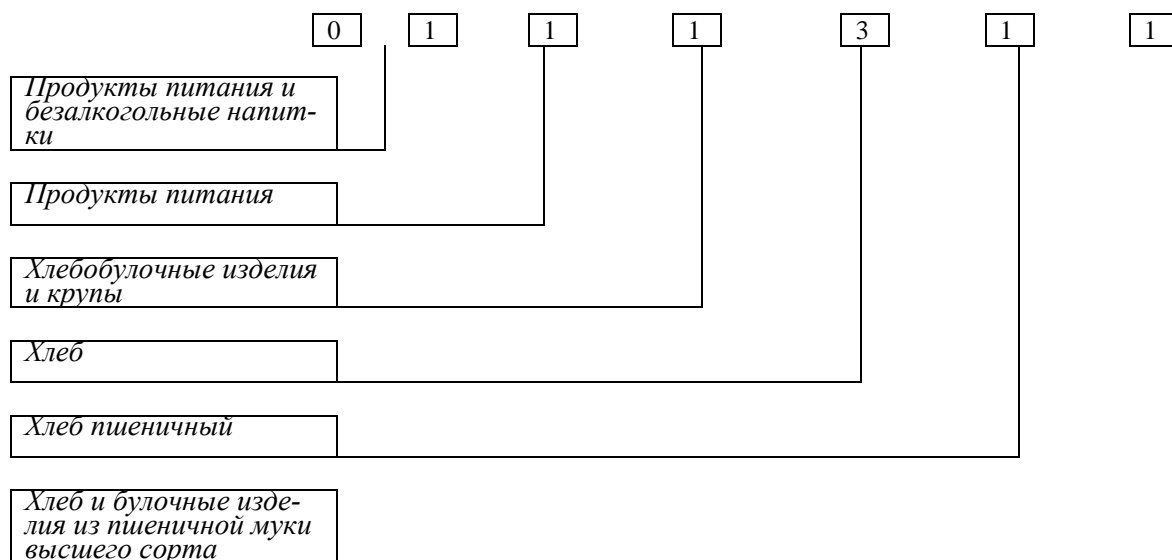 0 1 1 1 3 1 1
Продукты питания и
безалкогольные напит-
ки
Продукты питания
Хлебобулочные изделия
и крупы
Хлеб
Хлеб пшеничный
Хлеб и булочные изде-
лия из пшеничной муки
высшего сорта